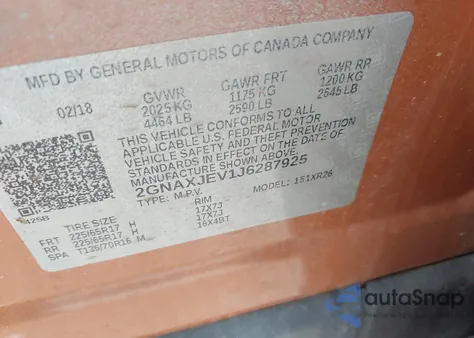 MFD BY GENERAL MOTORS OF CANADA COMPANY
02/18 GVWR GAWR FRT GAWR RR
2025 KG 1175 KG 1200 KG
4464 LB 2590 LB 2645 LB
THIS VEHICLE CONFORMS TO ALL
APPLICABLE U.S. FEDERAL MOTOR
VEHICLE SAFETY AND THEFT PREVENTION
STANDARDS IN EFFECT ON THE DATE OF
MANUFACTURE SHOWN ABOVE.
2GNAXJEV1J6287925
TYPE: M.P.V. MODEL: 1S1XR26
TIRE SIZE RIM
FRT 225/65R17 H 17X7J
RR 225/65R17 H 17X7J
SPA T135/70R16 M 16X4BT
autoSnap